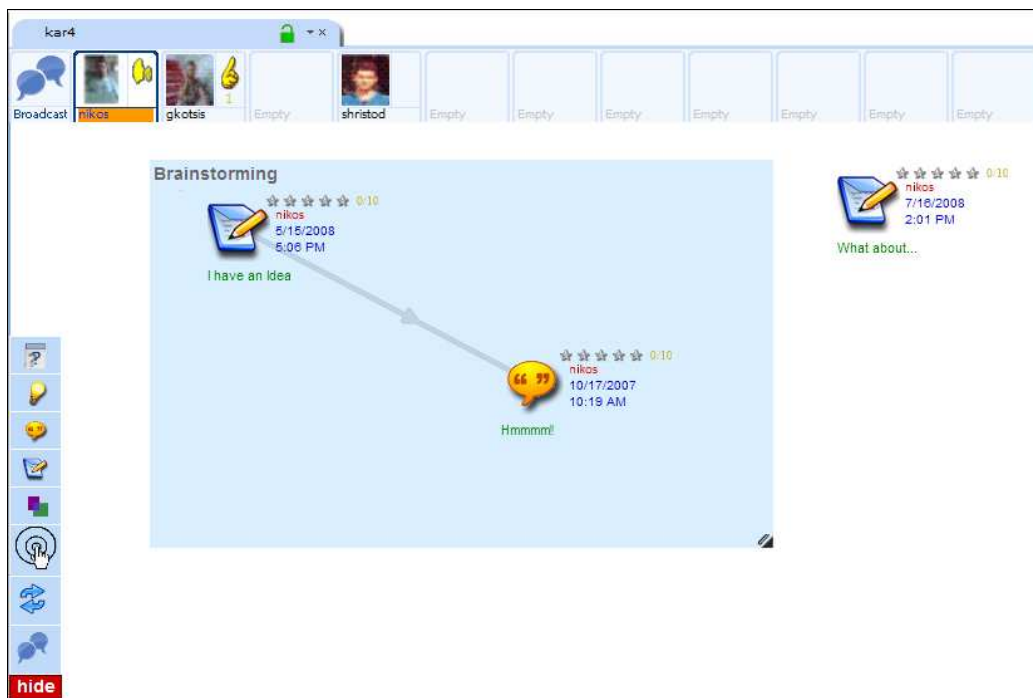 kar4
Broadcast
nikos
gkotsis
1
Empty
shristod
Empty
Empty
Empty
Empty
Empty
Empty
Empty
Brainstorming
0/10
nikos
5/15/2008
5:06 PM
I have an Idea
0/10
nikos
10/17/2007
10:19 AM
Hmmmm!
0/10
nikos
7/16/2008
2:01 PM
What about...
hide